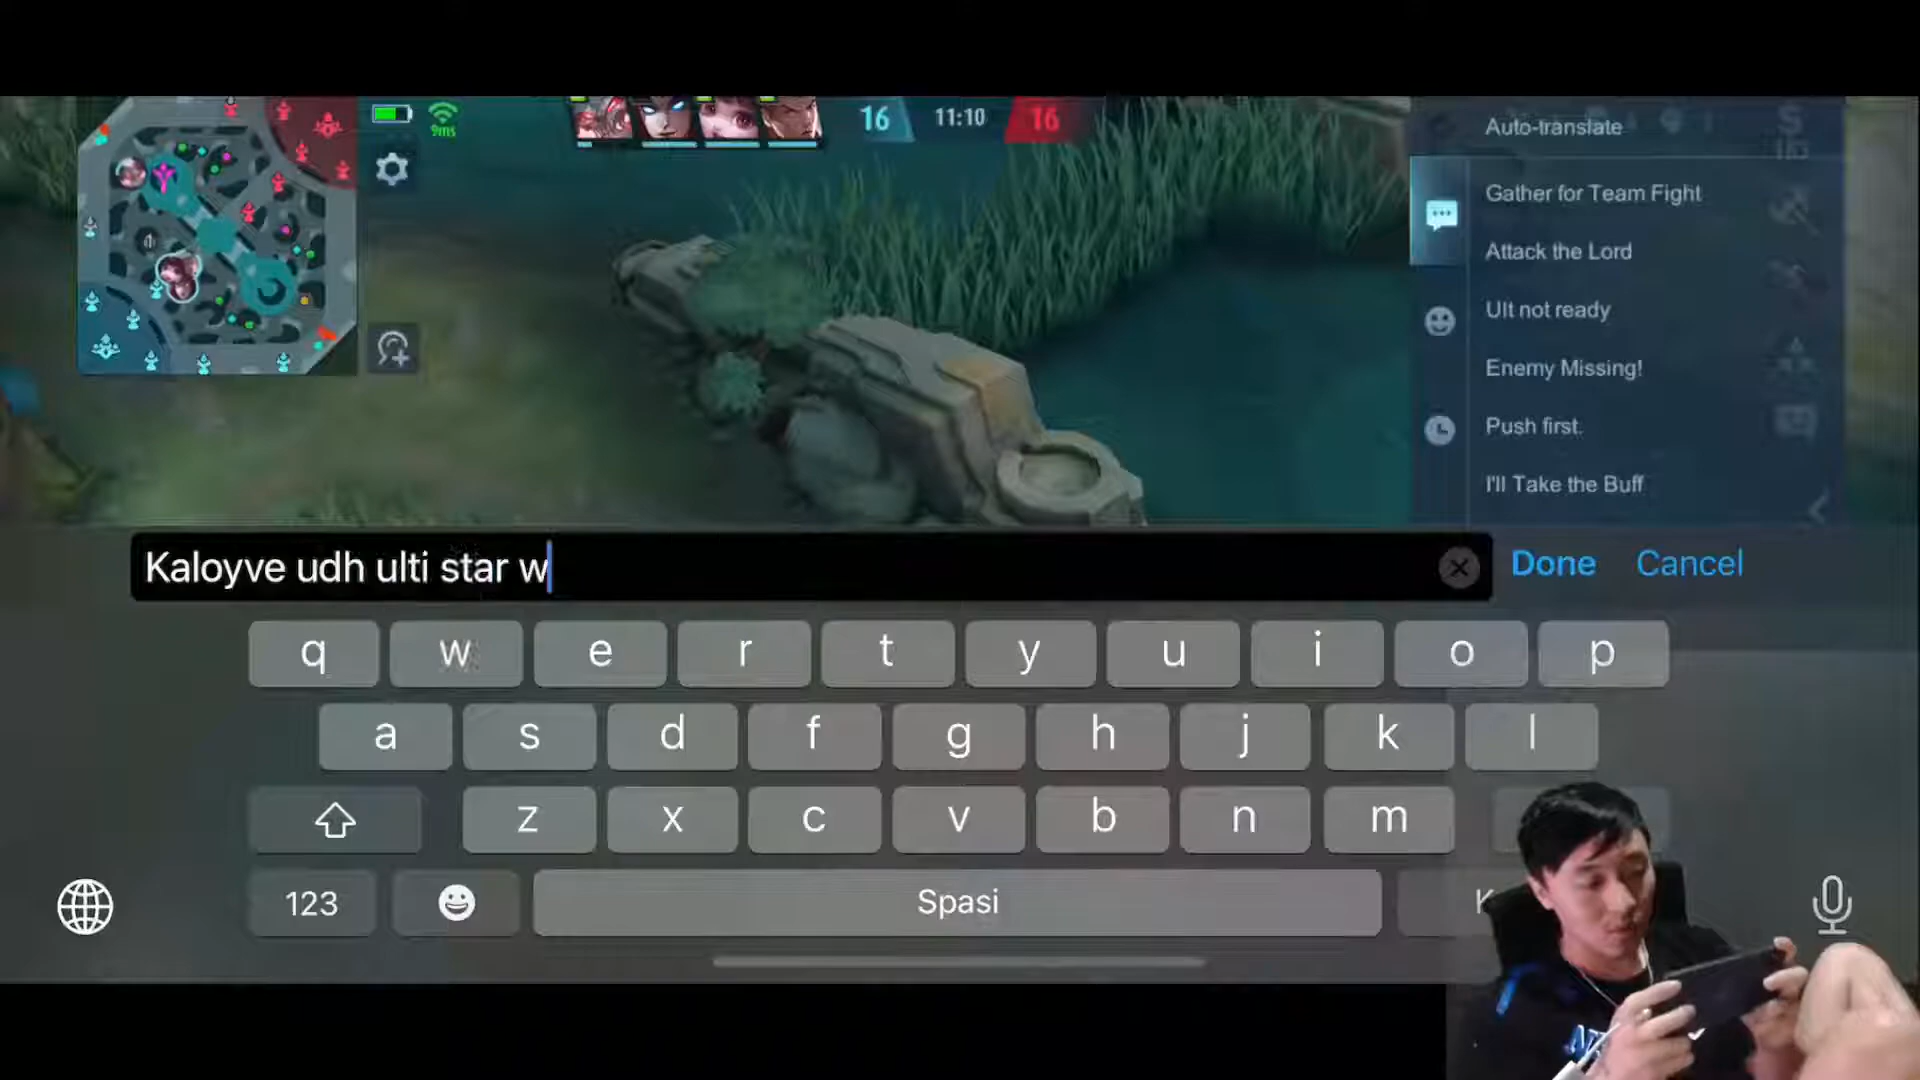 9ms
16 11:10 16
Auto-translate
Gather for Team Fight
Attack the Lord
Ult not ready
Enemy Missing!
Push first.
I'll Take the Buff
Kaloyve udh ulti star w
Done Cancel
q w e r t y u i o p
a s d f g h j k l
z x c v b n m
123 Spasi K